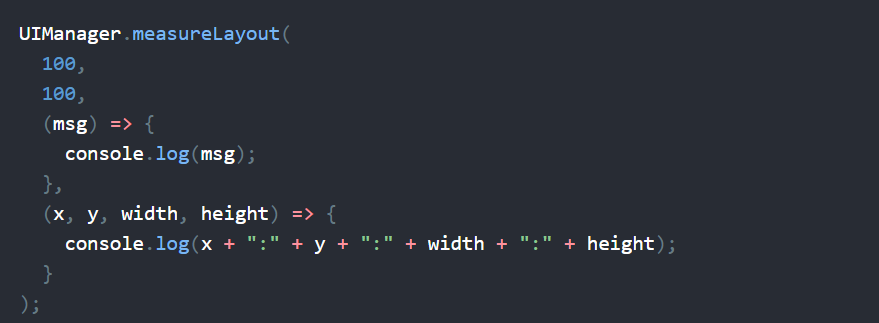 UIManager.measureLayout(
  100,
  100,
  (msg) => {
    console.log(msg);
  },
  (x, y, width, height) => {
    console.log(x + ":" + y + ":" + width + ":" + height);
  }
);